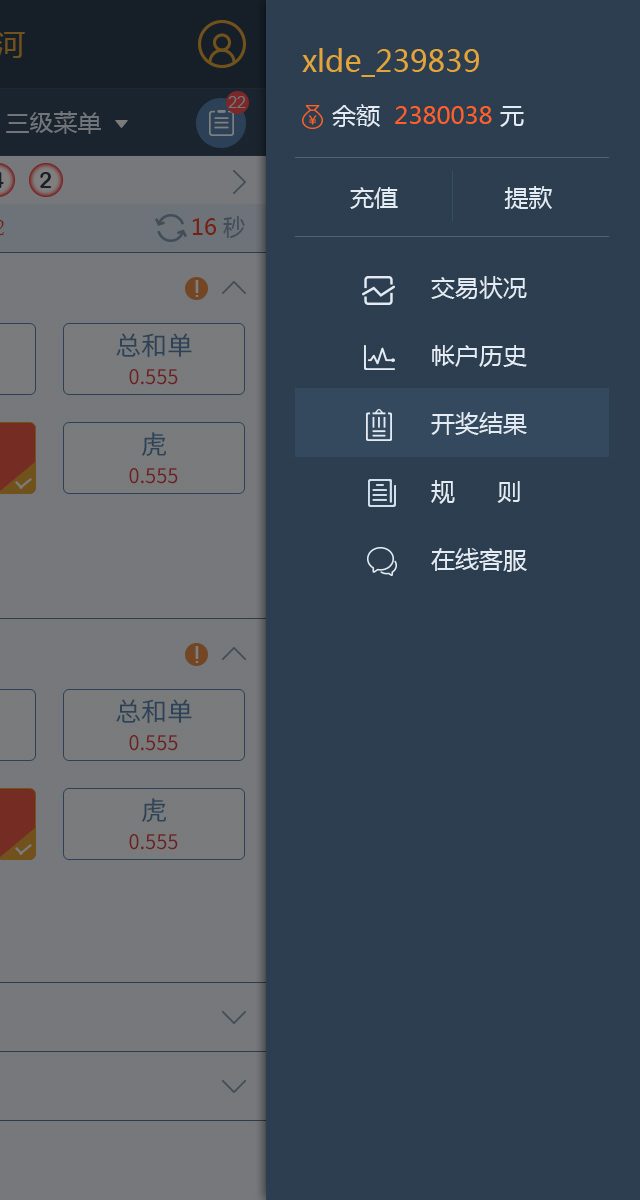 河
三级菜单
22
2
2
16 秒
总和单
0.555
虎
0.555
总和单
0.555
虎
0.555
xlde_239839
余额 2380038 元
充值 提款
交易状况
帐户历史
开奖结果
规 则
在线客服